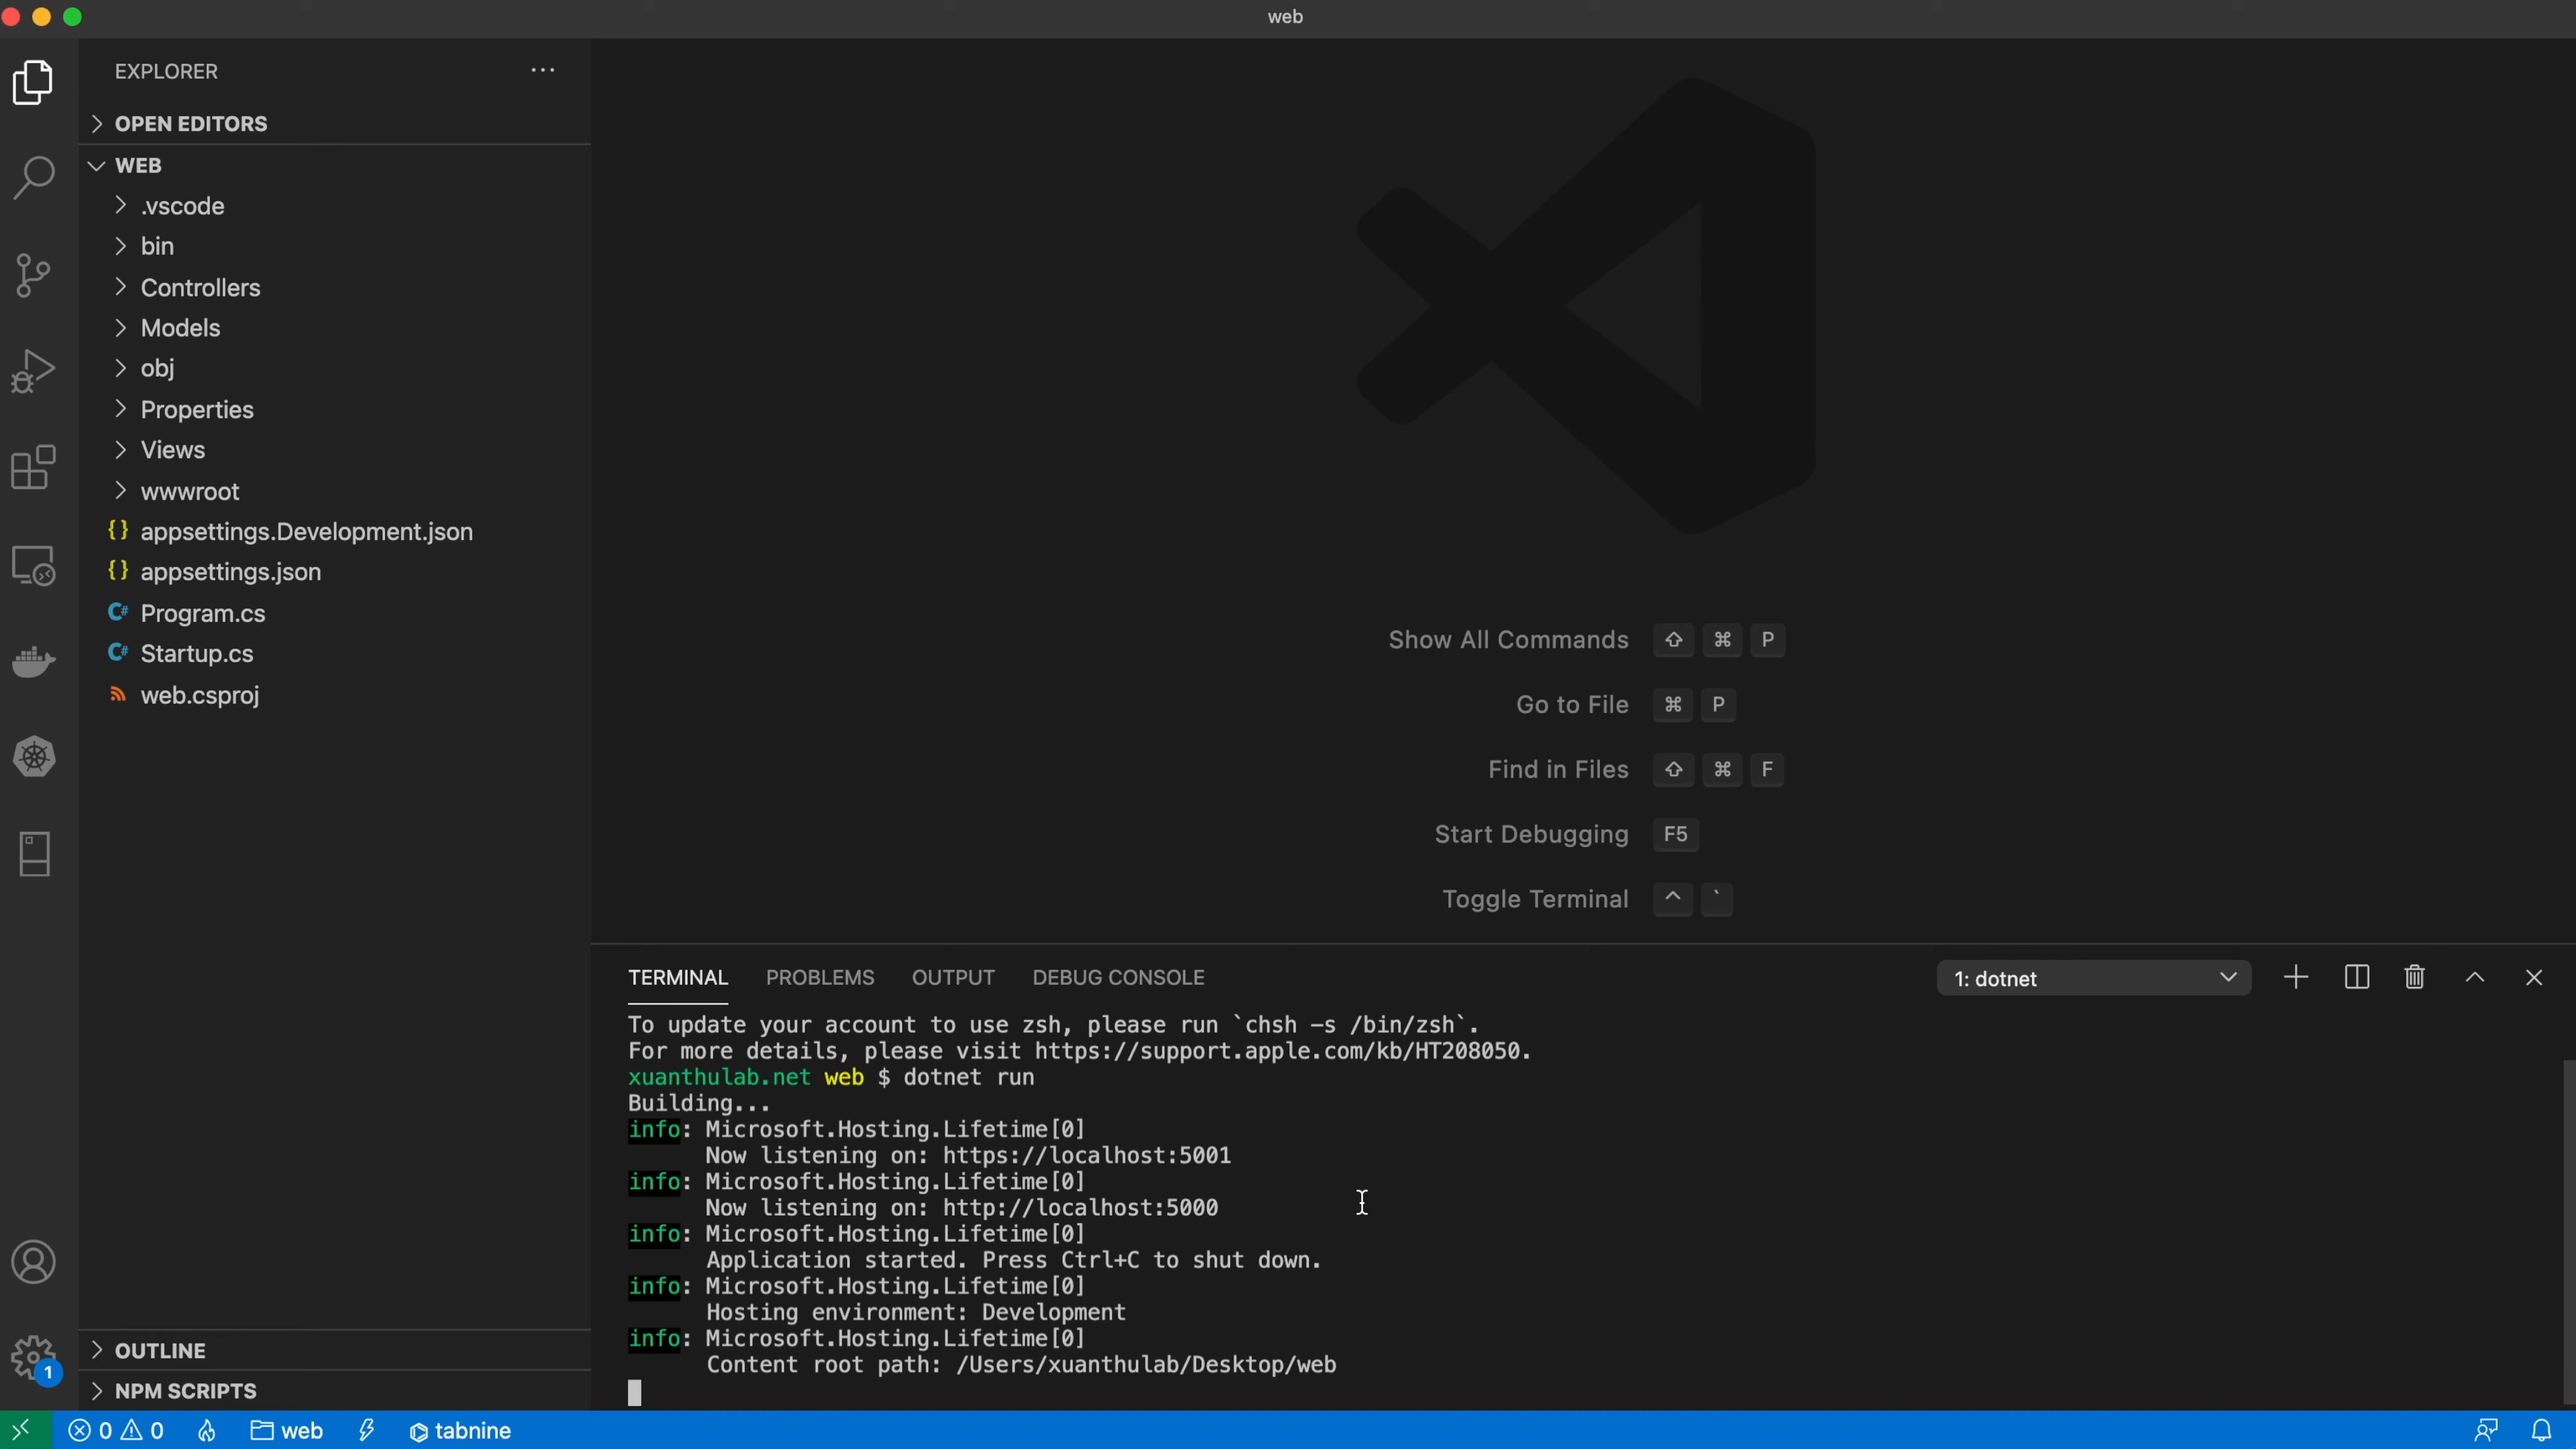 web
EXPLORER
OPEN EDITORS
WEB
.vscode
bin
Controllers
Models
obj
Properties
Views
wwwroot
{} appsettings.Development.json
{} appsettings.json
C# Program.cs
C# Startup.cs
web.csproj
OUTLINE
NPM SCRIPTS
Show All Commands ⇧ ⌘ P
Go to File ⌘ P
Find in Files ⇧ ⌘ F
Start Debugging F5
Toggle Terminal ^ `
TERMINAL PROBLEMS OUTPUT DEBUG CONSOLE 1: dotnet
To update your account to use zsh, please run `chsh -s /bin/zsh`.
For more details, please visit https://support.apple.com/kb/HT208050.
xuanthulab.net web $ dotnet run
Building...
info: Microsoft.Hosting.Lifetime[0]
Now listening on: https://localhost:5001
info: Microsoft.Hosting.Lifetime[0]
Now listening on: http://localhost:5000
info: Microsoft.Hosting.Lifetime[0]
Application started. Press Ctrl+C to shut down.
info: Microsoft.Hosting.Lifetime[0]
Hosting environment: Development
info: Microsoft.Hosting.Lifetime[0]
Content root path: /Users/xuanthulab/Desktop/web
1
0 0 web tabnine